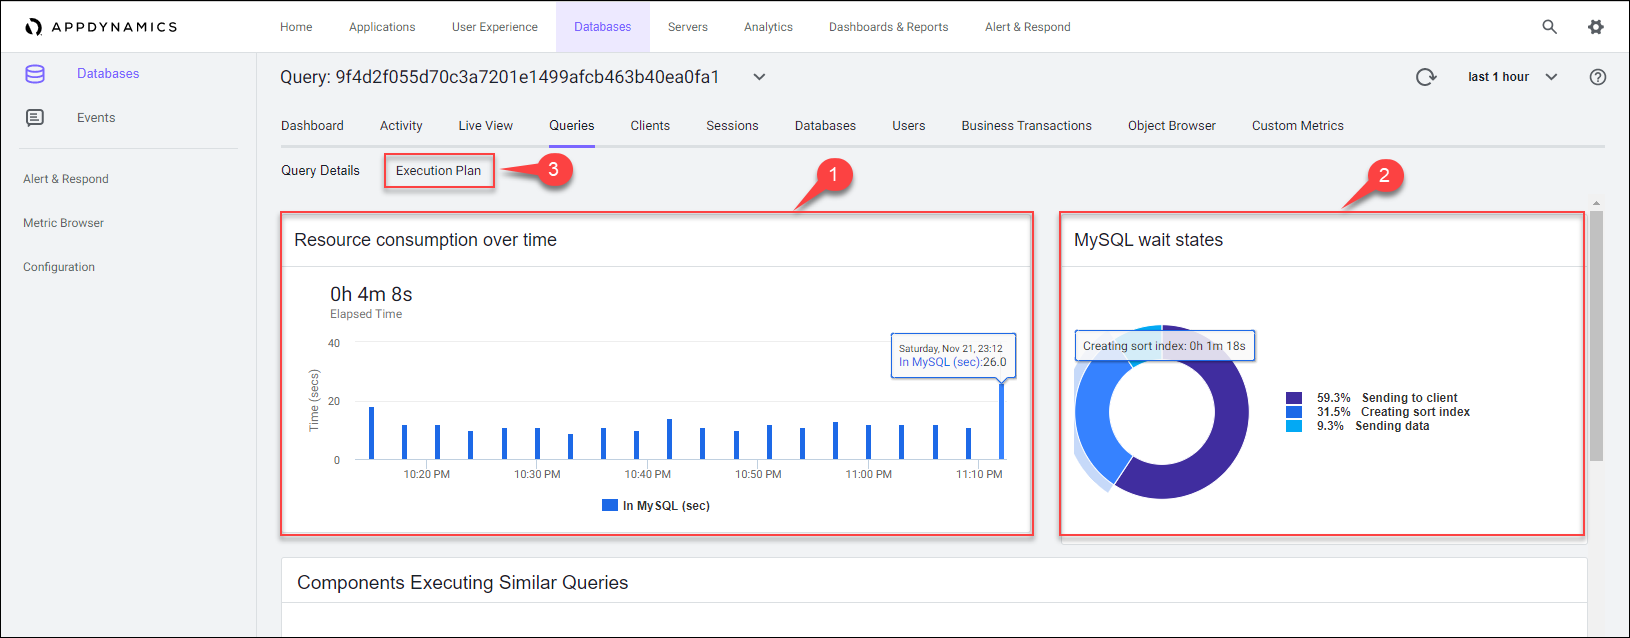 APPDYNAMICS
Home Applications User Experience Databases Servers Analytics Dashboards & Reports Alert & Respond
Databases
Events
Alert & Respond
Metric Browser
Configuration
Query: 9f4d2f055d70c3a7201e1499afcb463b40ea0fa1
last 1 hour
Dashboard Activity Live View Queries Clients Sessions Databases Users Business Transactions Object Browser Custom Metrics
Query Details Execution Plan
3
1
2
Resource consumption over time
0h 4m 8s
Elapsed Time
Time (secs)
40
20
0
Saturday, Nov 21, 23:12
In MySQL (sec):26.0
10:20 PM 10:30 PM 10:40 PM 10:50 PM 11:00 PM 11:10 PM
In MySQL (sec)
MySQL wait states
Creating sort index: 0h 1m 18s
59.3% Sending to client
31.5% Creating sort index
9.3% Sending data
Components Executing Similar Queries